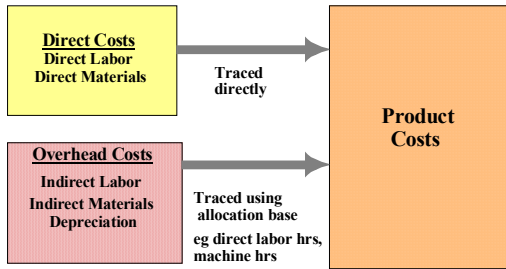 Direct Costs
Direct Labor
Direct Materials
Traced
directly
Product
Costs
Overhead Costs
Indirect Labor
Indirect Materials
Depreciation
Traced using
allocation base
eg direct labor hrs,
machine hrs